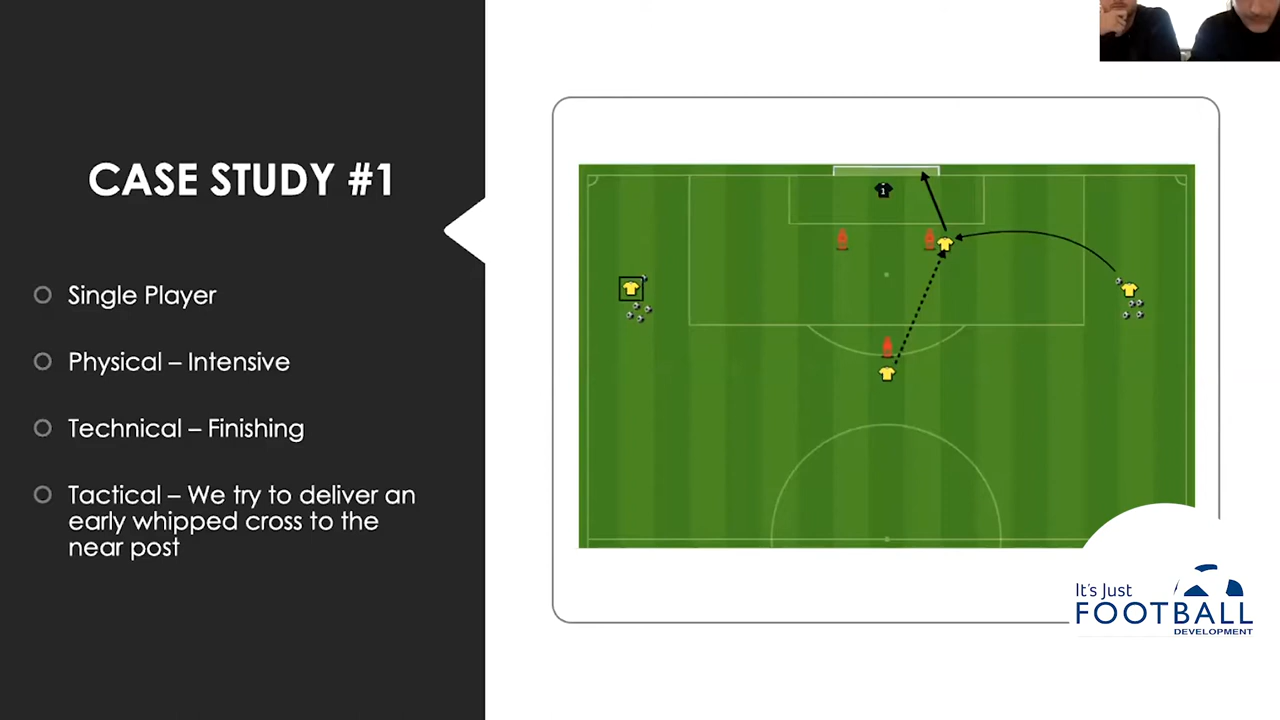 CASE STUDY #1
Single Player
Physical – Intensive
Technical – Finishing
Tactical – We try to deliver an
early whipped cross to the
near post
1
It's Just
FOOTBALL
DEVELOPMENT